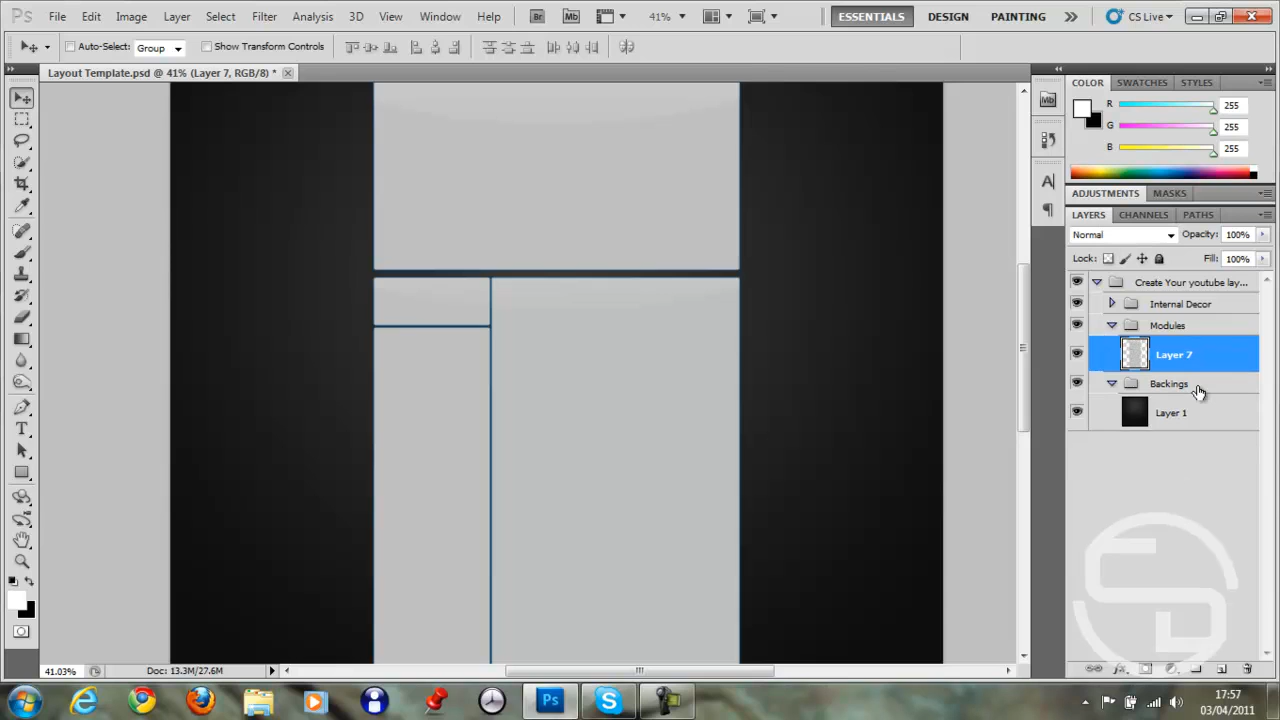 Ps File Edit Image Layer Select Filter Analysis 3D View Window Help Br Mb 41% ESSENTIALS DESIGN PAINTING CS Live
Auto-Select: Group Show Transform Controls
Layout Template.psd @ 41% (Layer 7, RGB/8) *
COLOR SWATCHES STYLES
R 255
G 255
B 255
ADJUSTMENTS MASKS
LAYERS CHANNELS PATHS
Normal Opacity: 100%
Lock: Fill: 100%
Create Your youtube lay...
Internal Decor
Modules
Layer 7
Backings
Layer 1
41.03% Doc: 13.3M/27.6M
17:57
03/04/2011